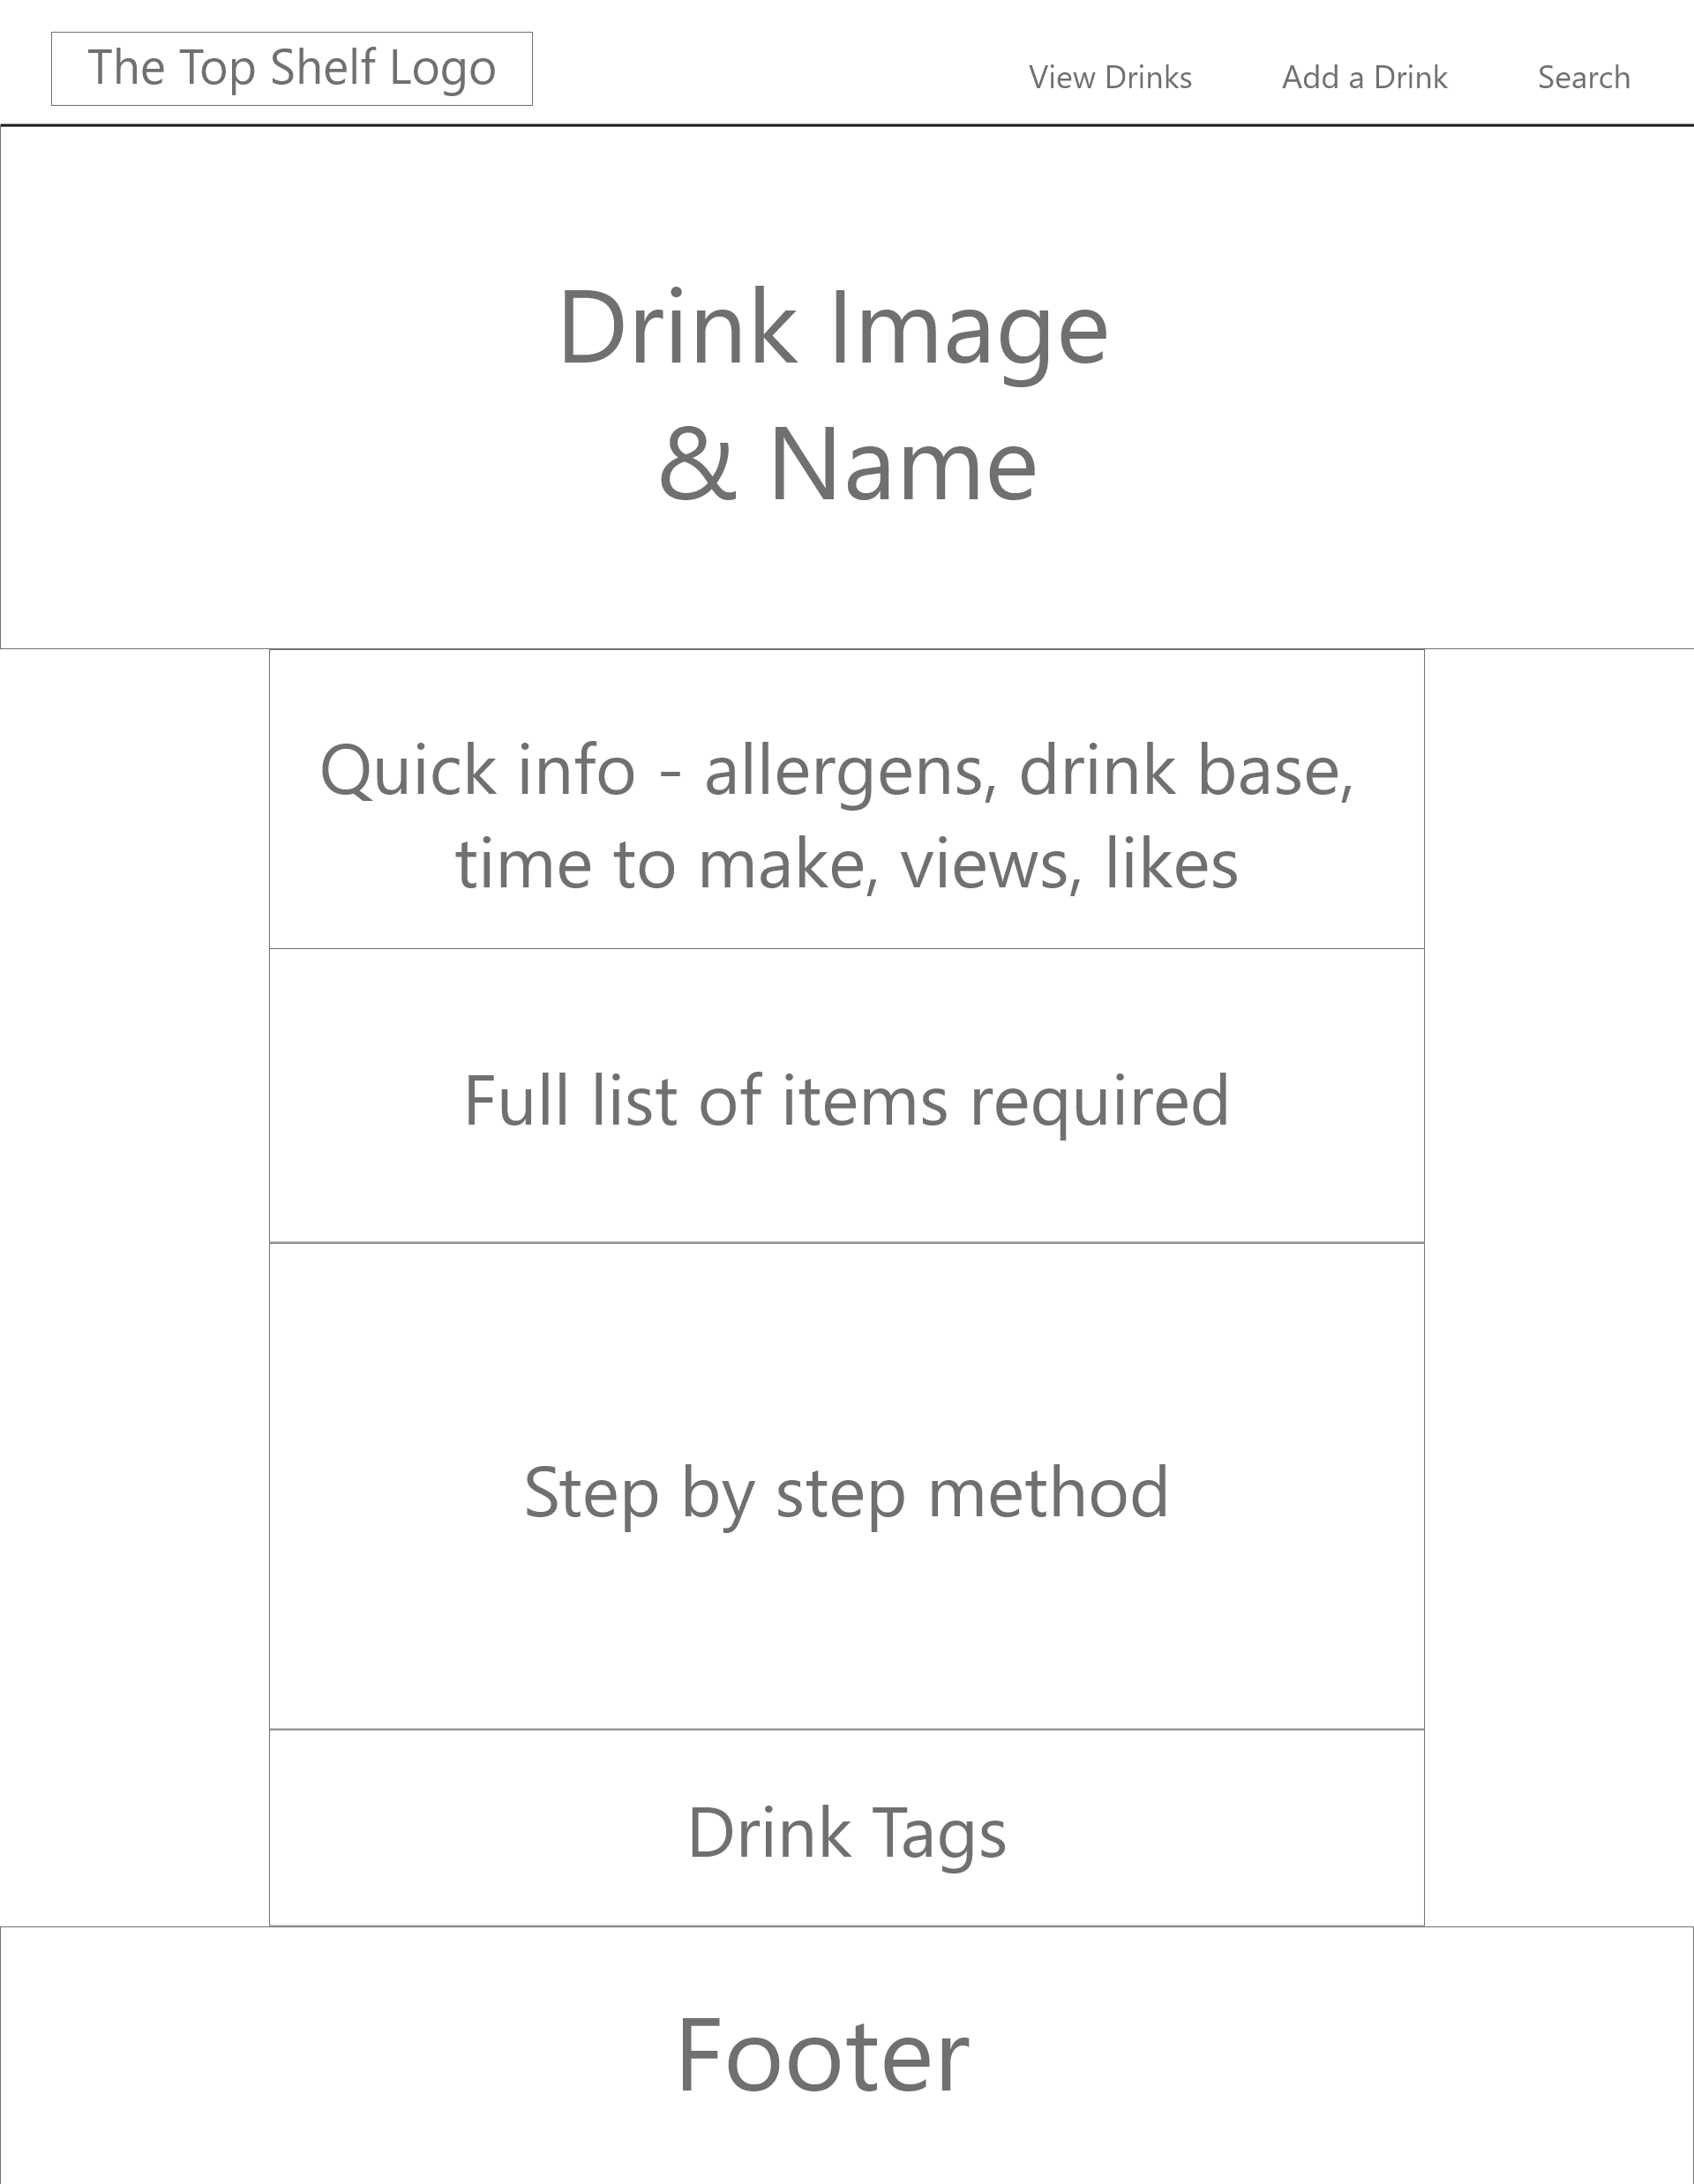 The Top Shelf Logo
View Drinks
Add a Drink
Search
Drink Image
& Name
Quick info - allergens, drink base,
time to make, views, likes
Full list of items required
Step by step method
Drink Tags
Footer